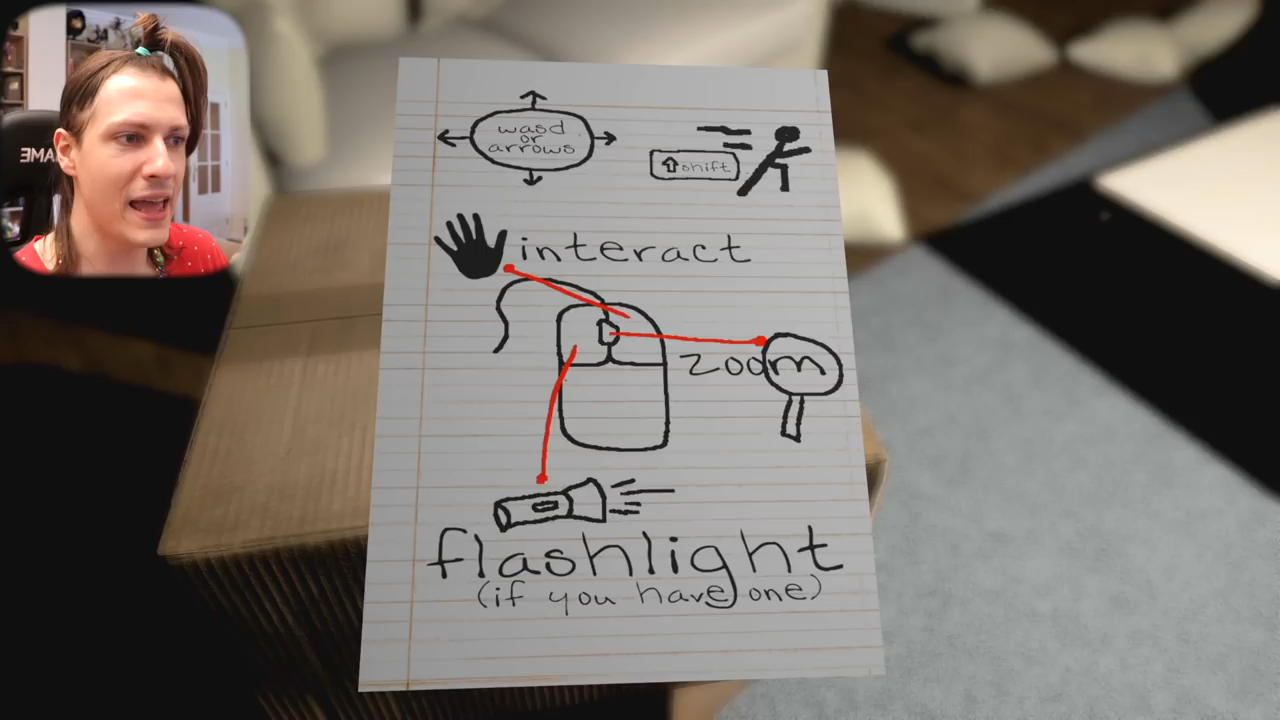 wasd
or
arrows
shift
interact
zoom
flashlight
(if you have one)